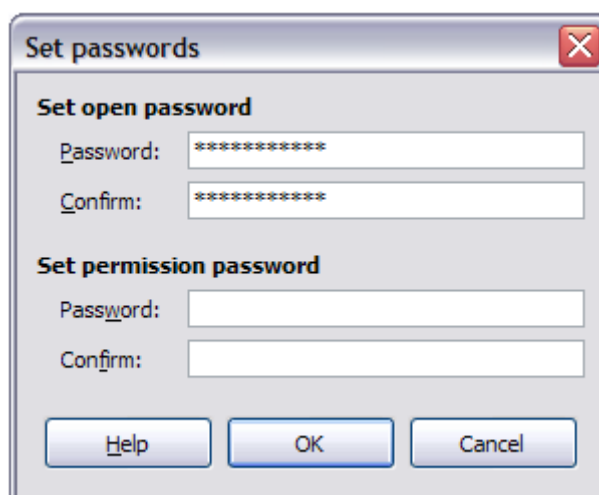 Set passwords
Set open password
Password: ***********
Confirm: ***********
Set permission password
Password:
Confirm:
Help OK Cancel